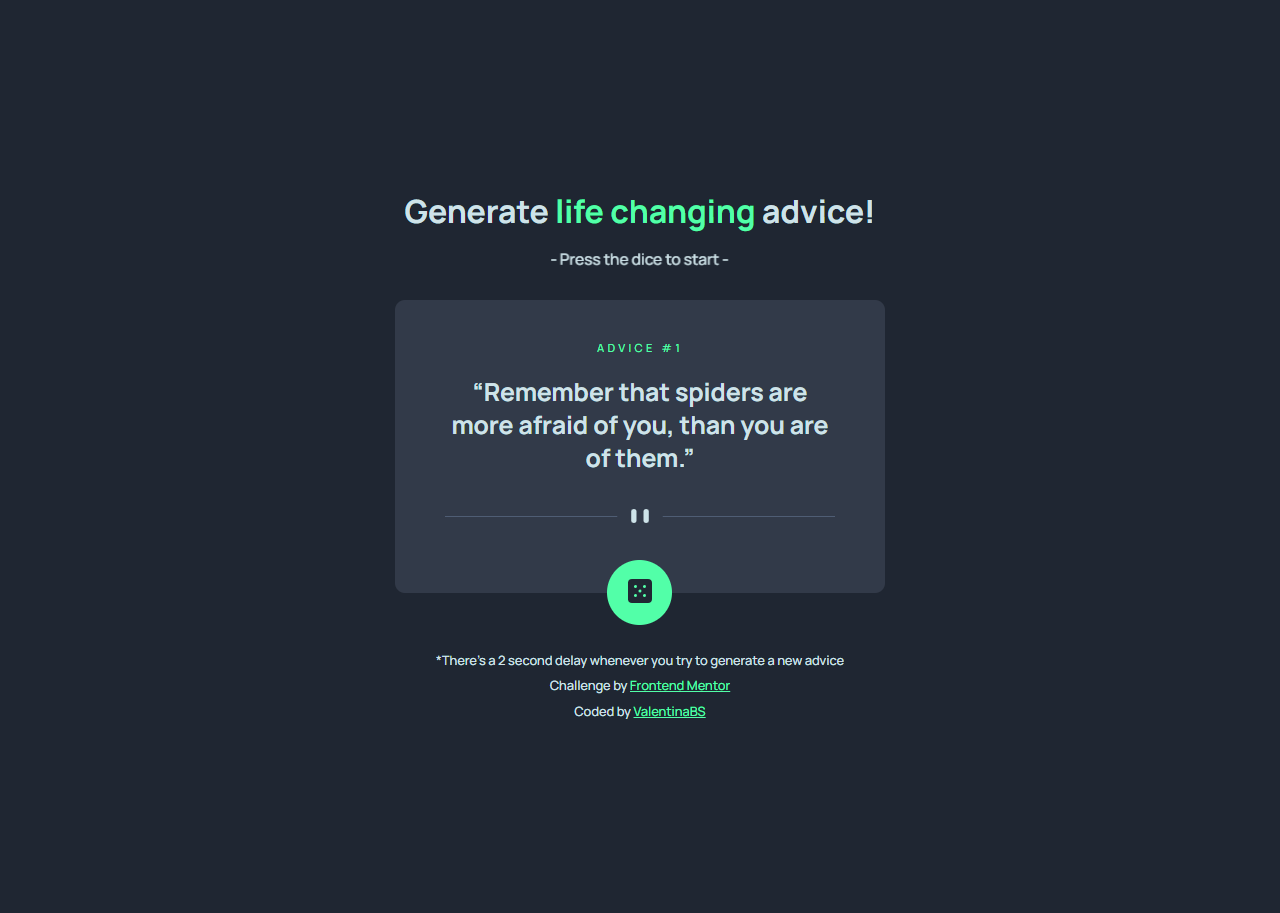 Generate life changing advice!
- Press the dice to start -
ADVICE #1
“Remember that spiders are
more afraid of you, than you are
of them.”
*There's a 2 second delay whenever you try to generate a new advice
Challenge by Frontend Mentor
Coded by ValentinaBS